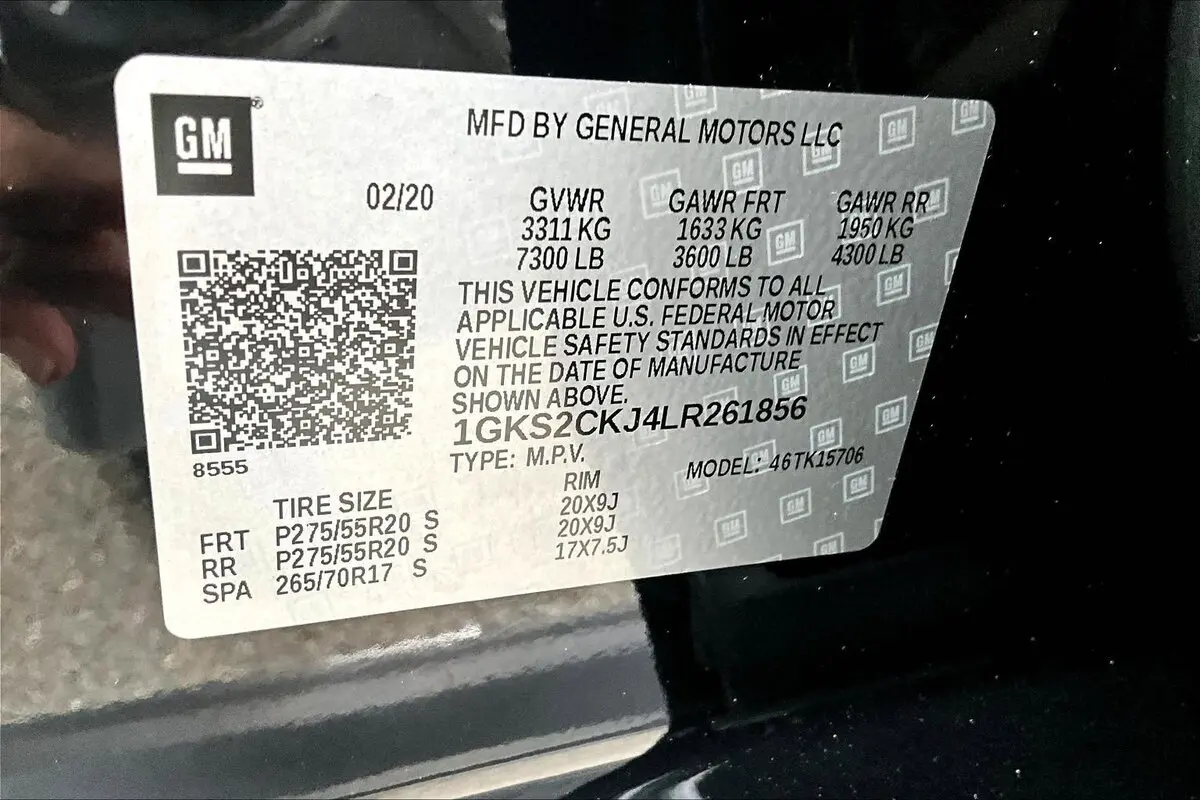 GM®
MFD BY GENERAL MOTORS LLC
02/20
GVWR GAWR FRT GAWR RR
3311 KG 1633 KG 1950 KG
7300 LB 3600 LB 4300 LB
THIS VEHICLE CONFORMS TO ALL
APPLICABLE U.S. FEDERAL MOTOR
VEHICLE SAFETY STANDARDS IN EFFECT
ON THE DATE OF MANUFACTURE
SHOWN ABOVE.
1GKS2CKJ4LR261856
8555
TYPE: M.P.V. MODEL: 46TK15706
TIRE SIZE RIM
FRT P275/55R20 S 20X9J
RR P275/55R20 S 20X9J
SPA 265/70R17 S 17X7.5J